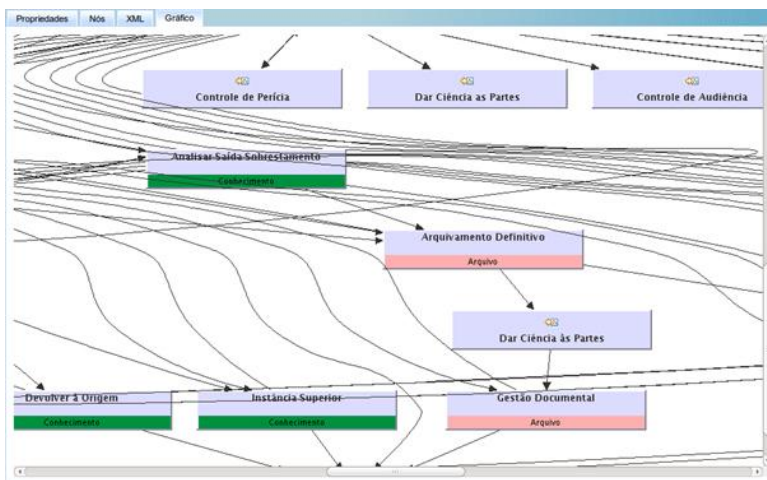 Propriedades Nós XML Gráfico
Controle de Perícia Dar Ciência as Partes Controle de Audiência
Analisar Saída Sobrestamento
Conhecimento
Arquivamento Definitivo
Arquivo
Dar Ciência às Partes
Devolver à Origem Instância Superior Gestão Documental
Conhecimento Conhecimento Arquivo